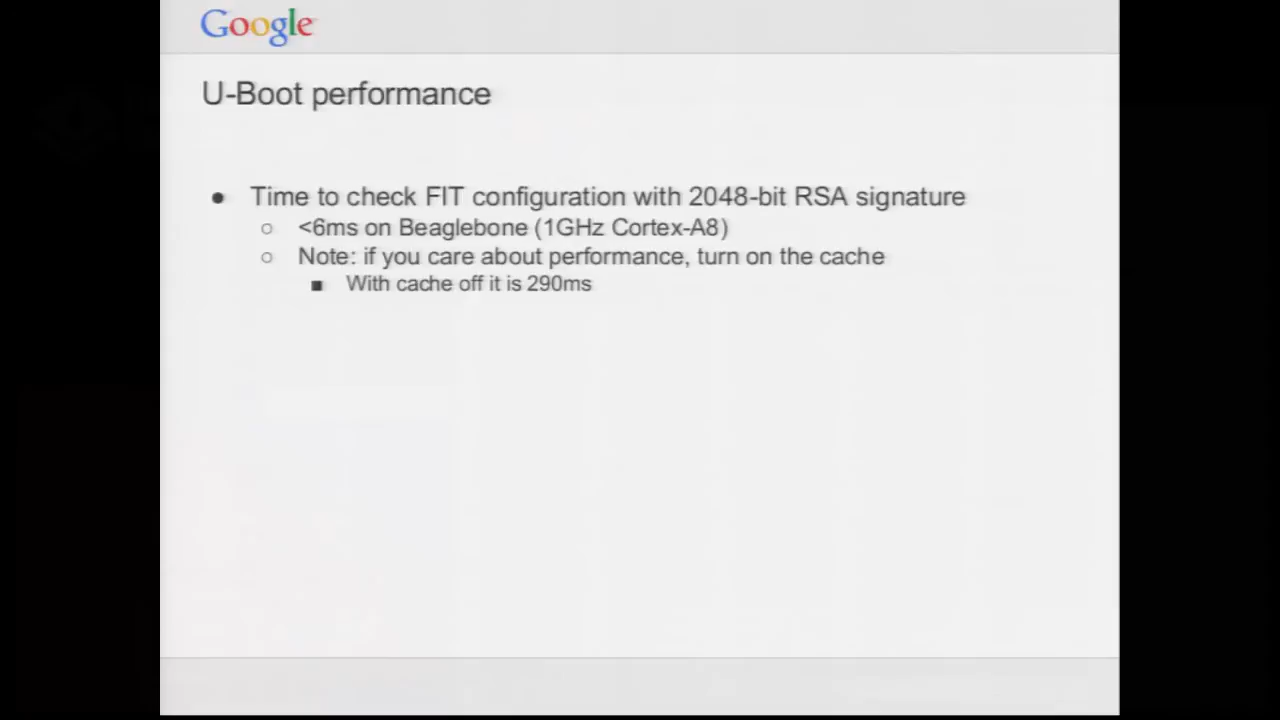 Google
U-Boot performance
● Time to check FIT configuration with 2048-bit RSA signature
○ <6ms on Beaglebone (1GHz Cortex-A8)
○ Note: if you care about performance, turn on the cache
■ With cache off it is 290ms